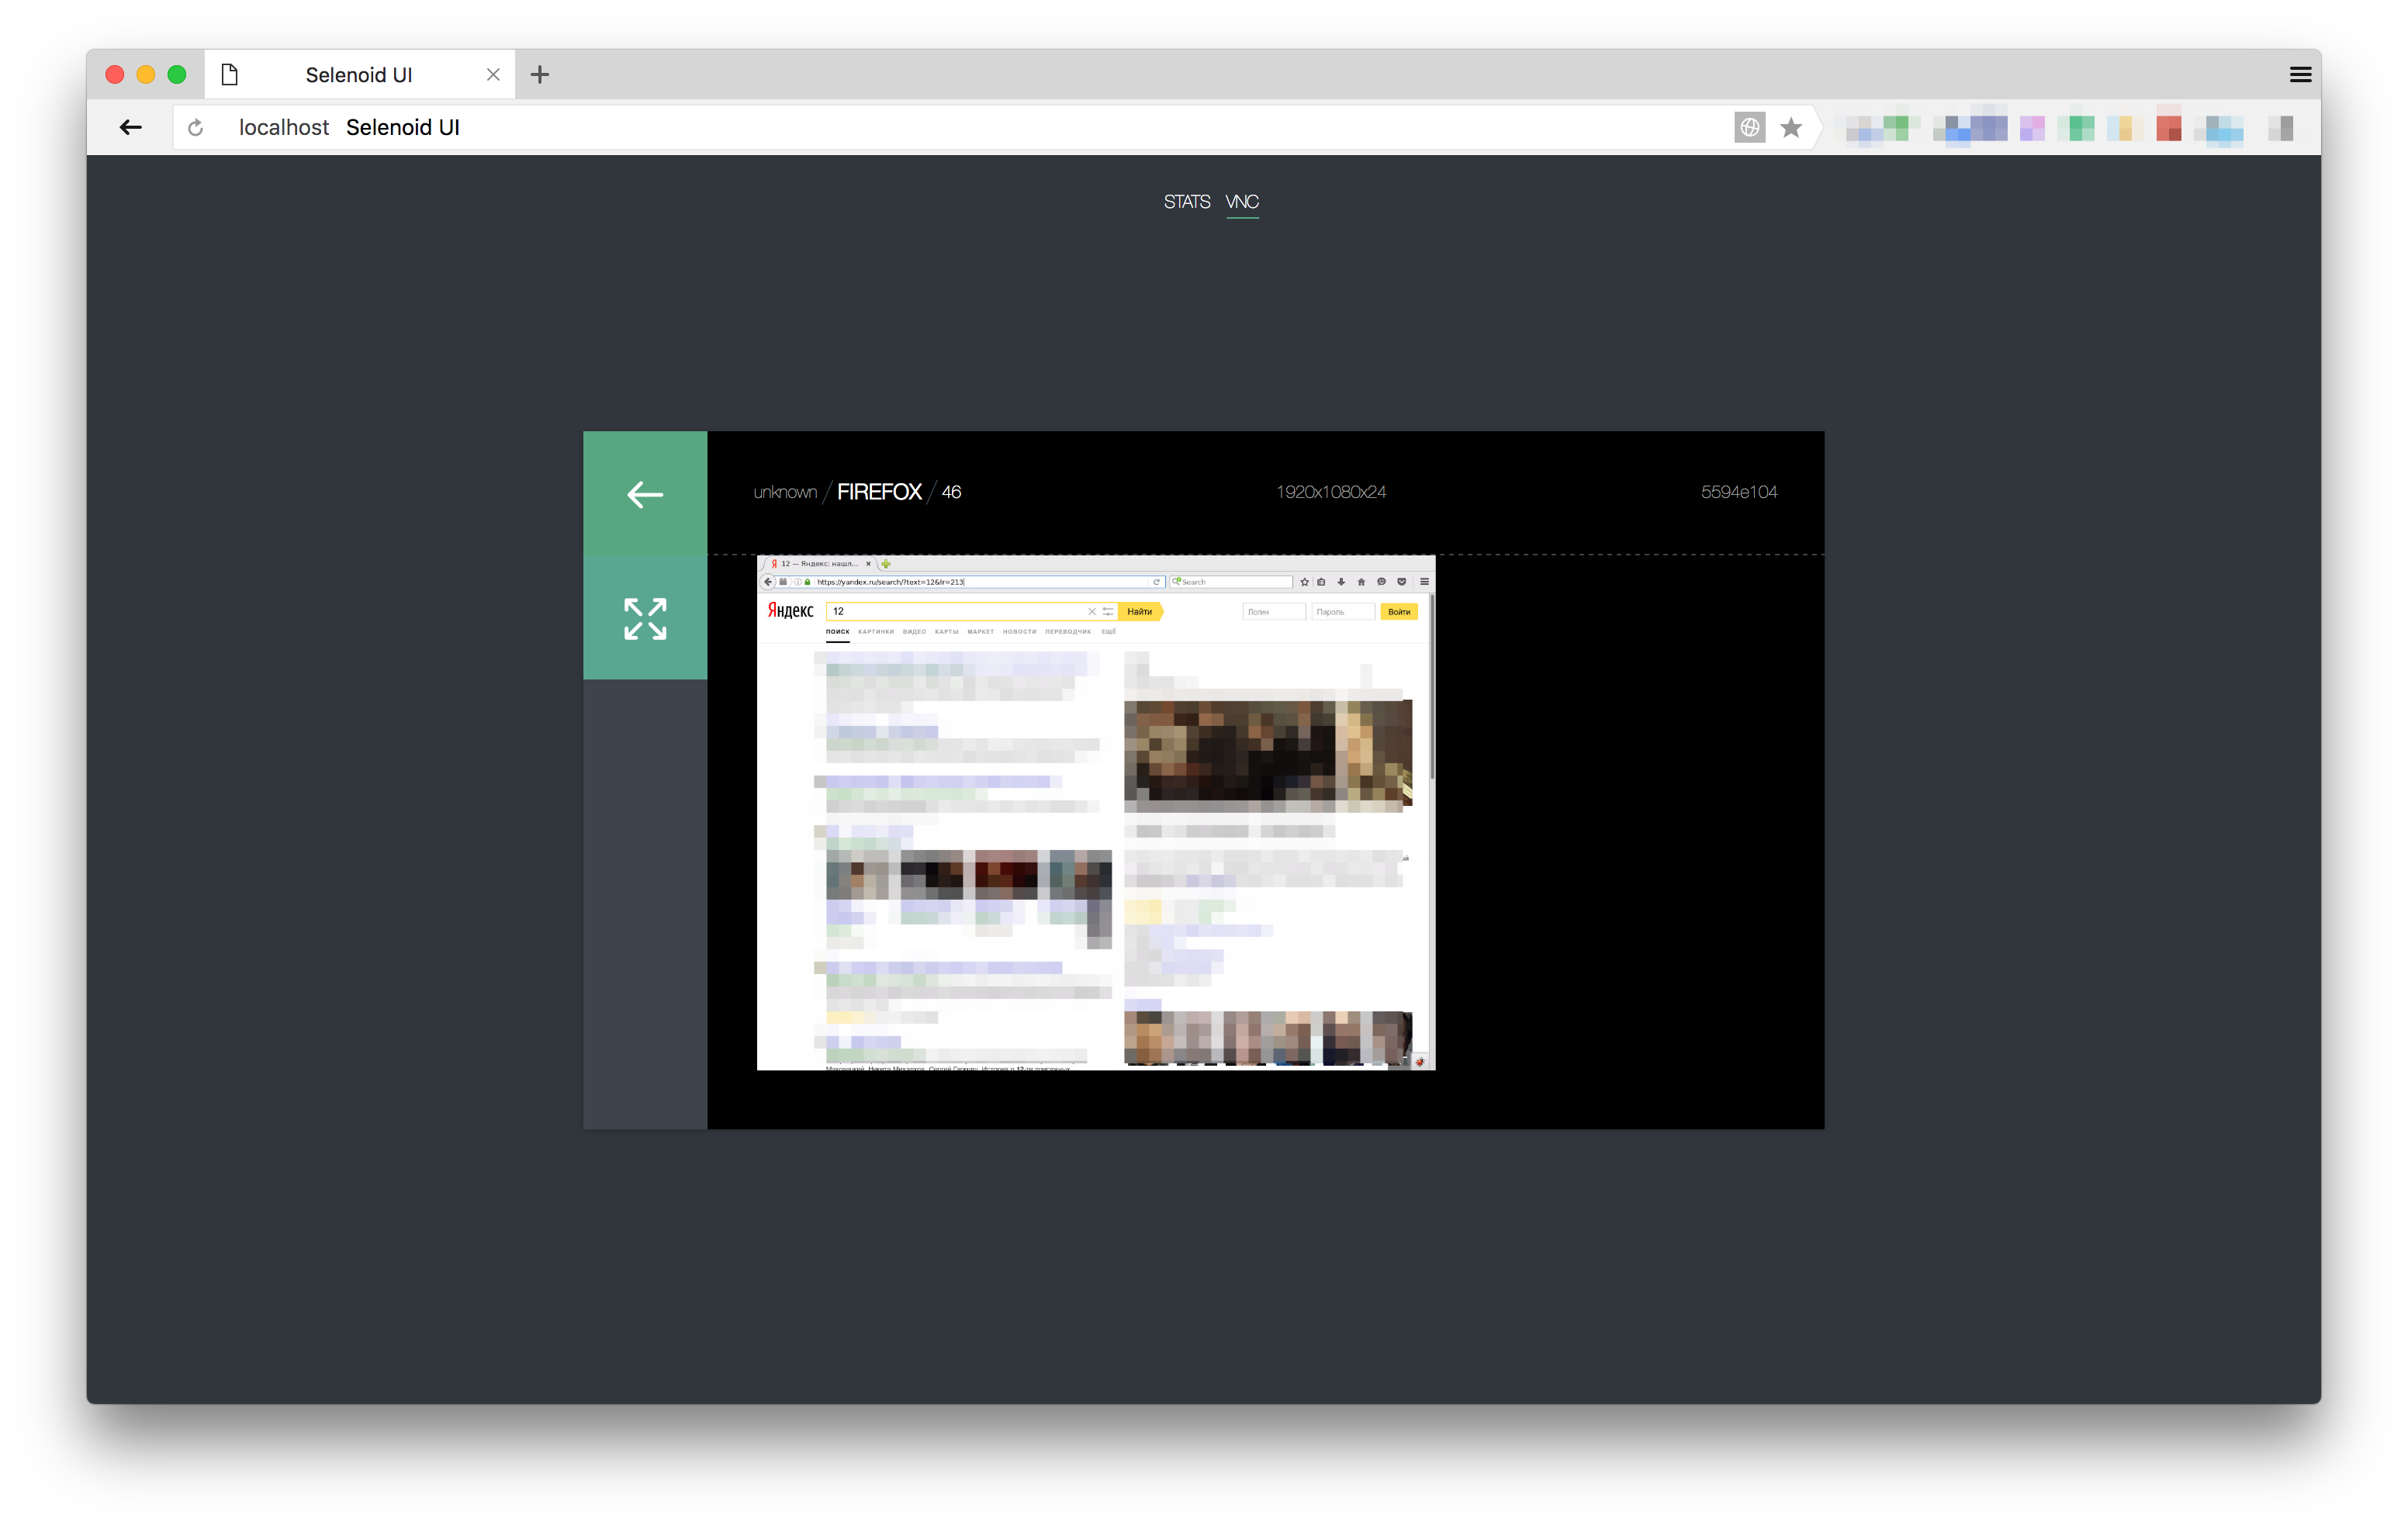 Selenoid UI
localhost Selenoid UI
STATS VNC
unknown / FIREFOX / 46 1920x1080x24 5594e104
Я 12 — Яндекс: нашл...
https://yandex.ru/search/?text=12&lr=213 Search
Яндекс 12 Найти Логин Пароль Войти
ПОИСК КАРТИНКИ ВИДЕО КАРТЫ МАРКЕТ НОВОСТИ ПЕРЕВОДЧИК ЕЩЁ